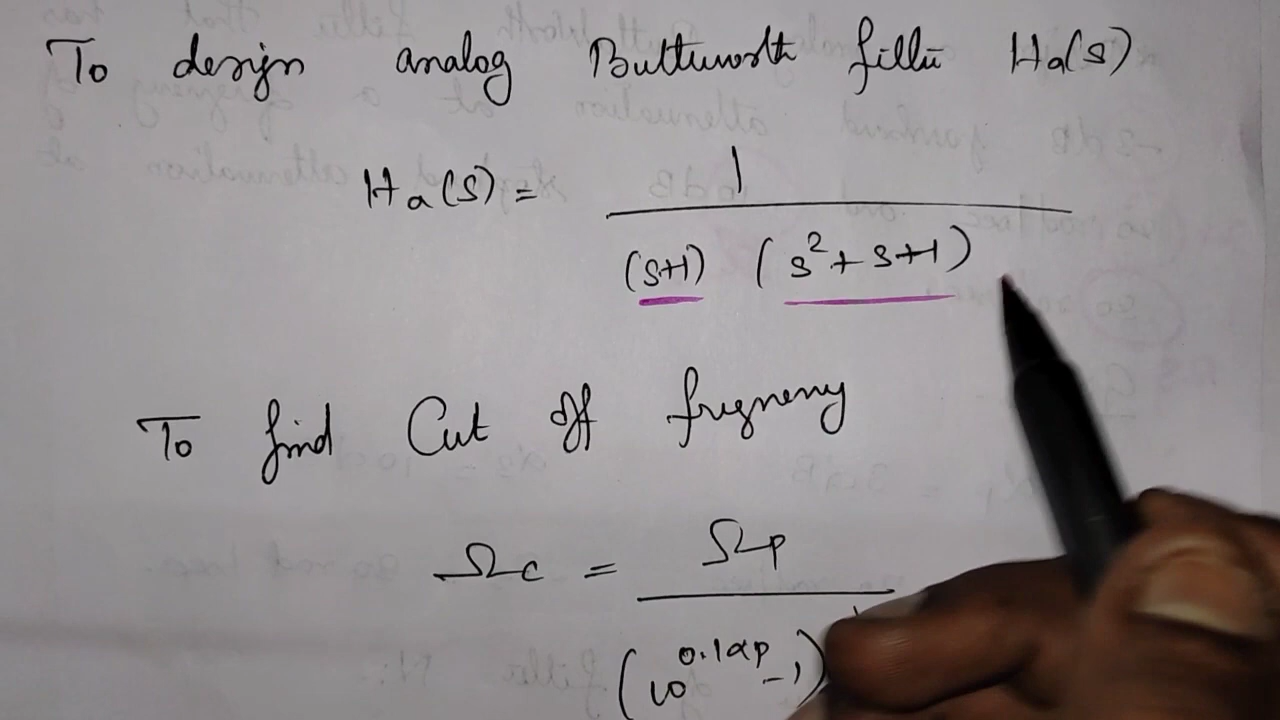 To design analog Butterworth filter Ha(s)
Ha(s) = 1 / (s+1) (s²+s+1)
To find Cut off frequency
Ωc = Ωp / (10^0.1αp -1)